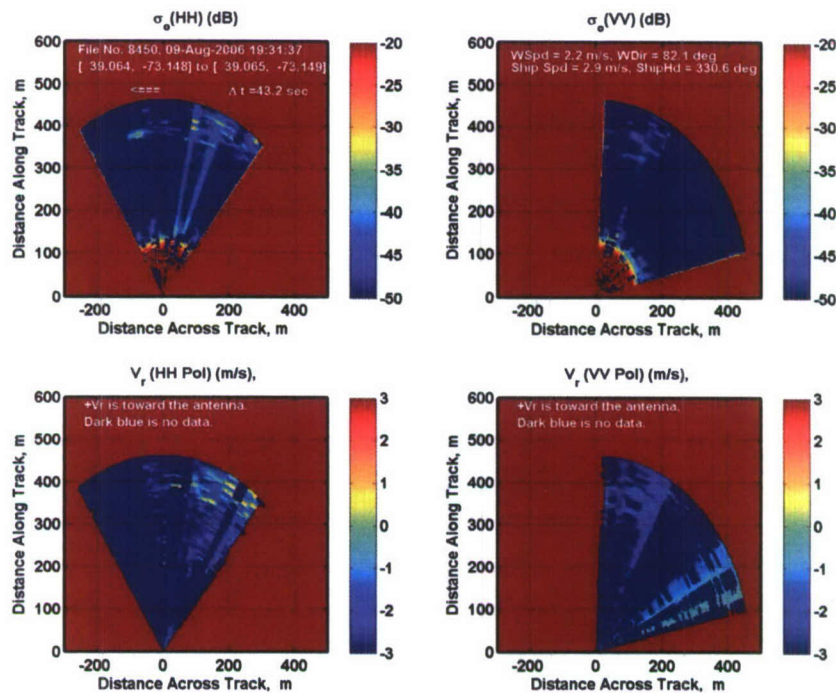 σo(HH) (dB)
600
500
400
300
200
100
0
-200 0 200 400
Distance Along Track, m
Distance Across Track, m
File No. 8450, 09-Aug-2006 19:31:37
[ 39.064, -73.148] to [ 39.065, -73.149]
<=== Δ t =43.2 sec
-20
-25
-30
-35
-40
-45
-50
σo(VV) (dB)
600
500
400
300
200
100
0
0 200 400
Distance Along Track, m
Distance Across Track, m
WSpd = 2.2 m/s, WDir = 82.1 deg
Ship Spd = 2.9 m/s, ShipHd = 330.6 deg
-20
-25
-30
-35
-40
-45
-50
Vr (HH Pol) (m/s),
600
500
400
300
200
100
0
-200 0 200 400
Distance Along Track, m
Distance Across Track, m
+Vr is toward the antenna.
Dark blue is no data.
3
2
1
0
-1
-2
-3
Vr (VV Pol) (m/s),
600
500
400
300
200
100
0
-200 0 200 400
Distance Along Track, m
Distance Across Track, m
+Vr is toward the antenna.
Dark blue is no data.
3
2
1
0
-1
-2
-3